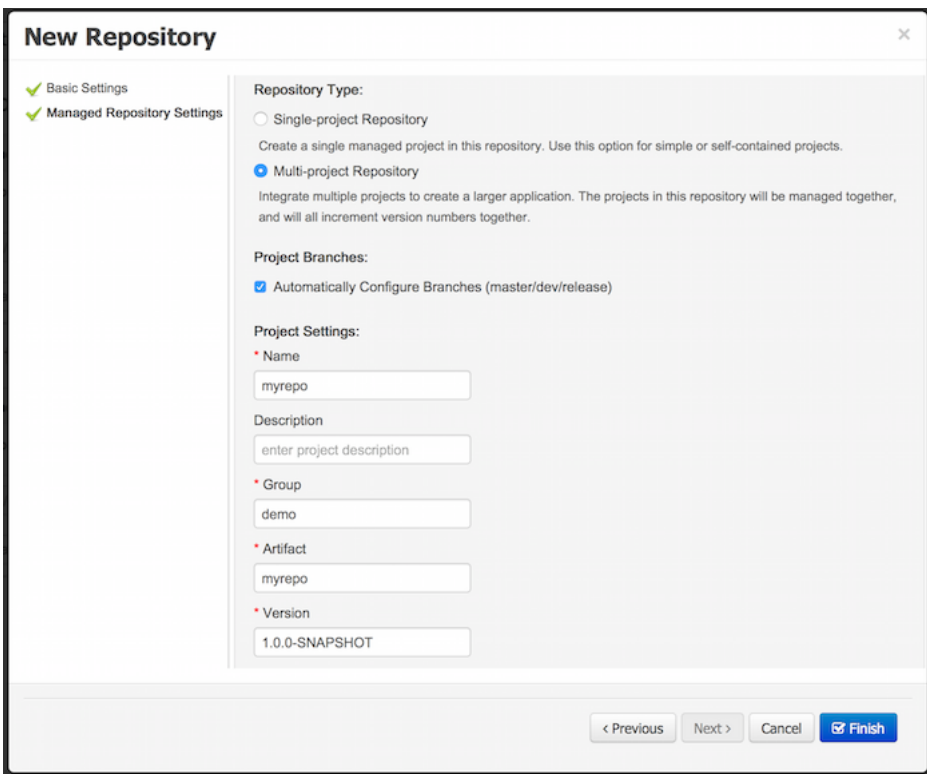 New Repository
×
Basic Settings
Managed Repository Settings
Repository Type:
Single-project Repository
Create a single managed project in this repository. Use this option for simple or self-contained projects.
Multi-project Repository
Integrate multiple projects to create a larger application. The projects in this repository will be managed together,
and will all increment version numbers together.
Project Branches:
Automatically Configure Branches (master/dev/release)
Project Settings:
* Name
myrepo
Description
enter project description
* Group
demo
* Artifact
myrepo
* Version
1.0.0-SNAPSHOT
< Previous Next > Cancel Finish